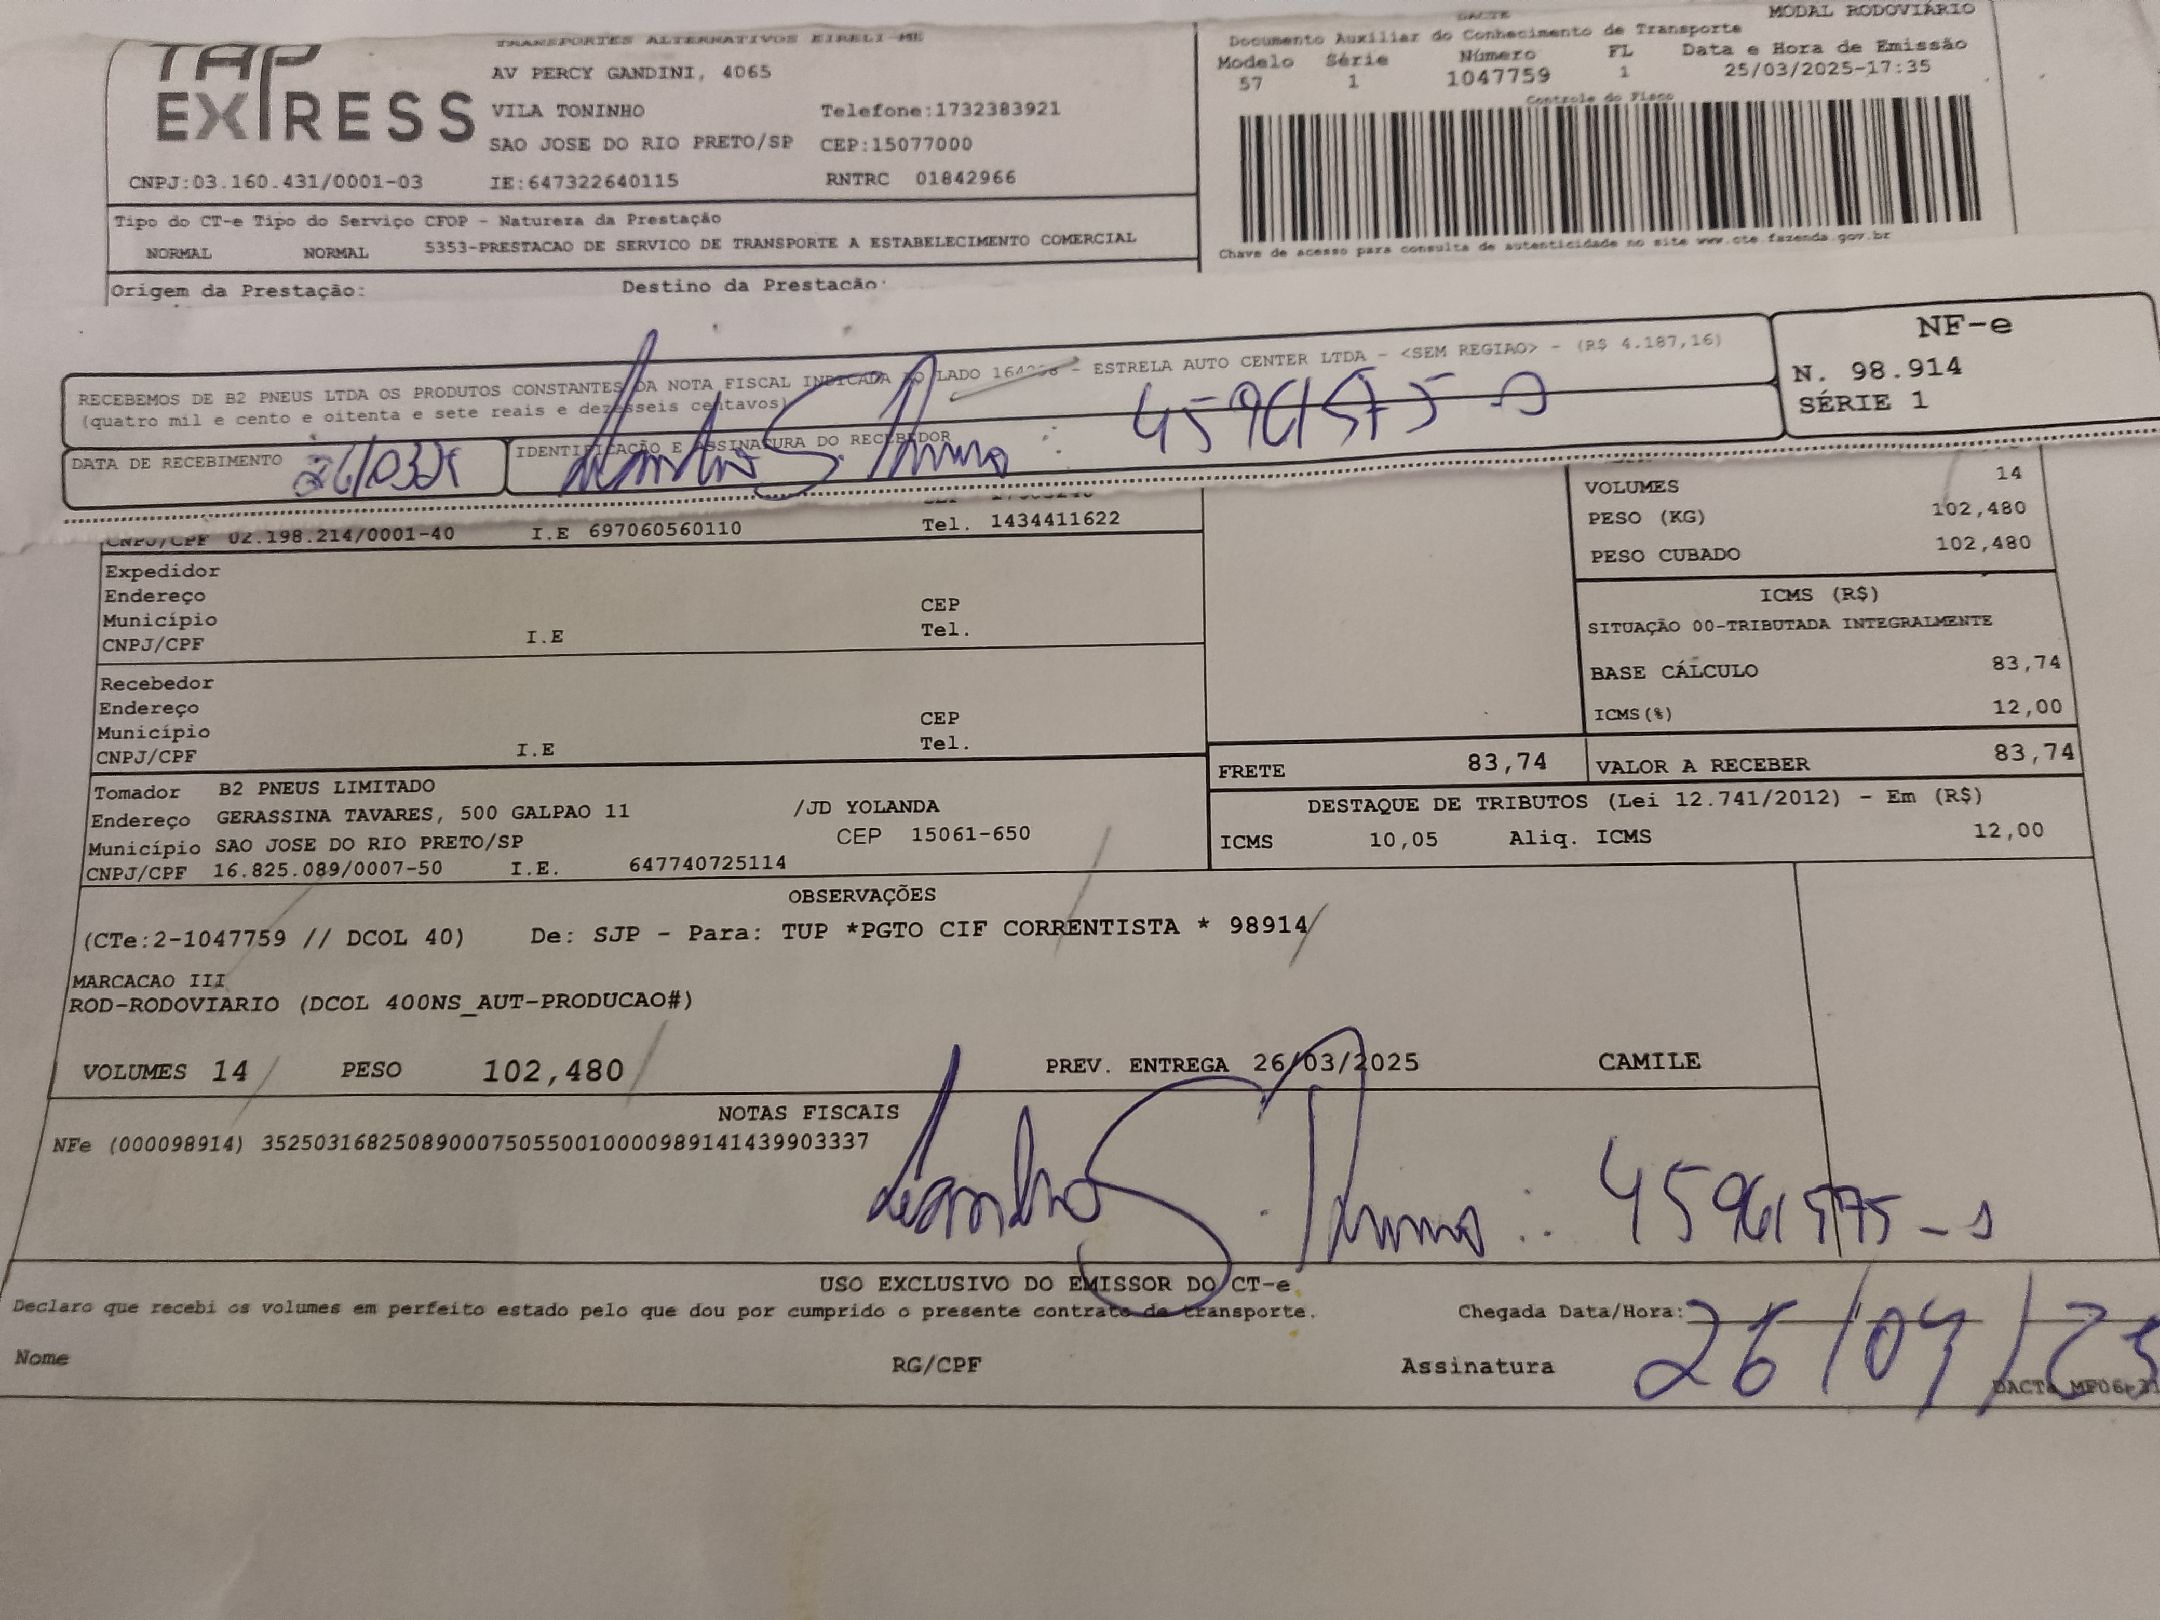 TAP EXPRESS
TRANSPORTES ALTERNATIVOS EIRELI-ME
AV PERCY GANDINI, 4065
VILA TONINHO Telefone:1732383921
SAO JOSE DO RIO PRETO/SP CEP:15077000
CNPJ:03.160.431/0001-03 IE:647322640115 RNTRC 01842966
Tipo do CT-e Tipo do Serviço CFOP - Natureza da Prestação
NORMAL NORMAL 5353-PRESTACAO DE SERVICO DE TRANSPORTE A ESTABELECIMENTO COMERCIAL
Origem da Prestação: Destino da Prestação:
DACTE MODAL RODOVIÁRIO
Documento Auxiliar do Conhecimento de Transporte
Modelo Série Número FL Data e Hora de Emissão
57 1 1047759 1 25/03/2025-17:35
Controle do Fisco
Chave de acesso para consulta de autenticidade no site www.cte.fazenda.gov.br
RECEBEMOS DE B2 PNEUS LTDA OS PRODUTOS CONSTANTES DA NOTA FISCAL INDICADA AO LADO - ESTRELA AUTO CENTER LTDA - <SEM REGIAO> - (R$ 4.187,16)
(quatro mil e cento e oitenta e sete reais e dezesseis centavos)
DATA DE RECEBIMENTO IDENTIFICAÇÃO E ASSINATURA DO RECEBEDOR
NF-e
N. 98.914
SÉRIE 1
CNPJ/CPF 02.198.214/0001-40 I.E 697060560110 Tel. 1434411622
Expedidor
Endereço CEP
Município Tel.
CNPJ/CPF I.E
Recebedor
Endereço CEP
Município Tel.
CNPJ/CPF I.E
VOLUMES 14
PESO (KG) 102,480
PESO CUBADO 102,480
ICMS (R$)
SITUAÇÃO 00-TRIBUTADA INTEGRALMENTE
BASE CÁLCULO 83,74
ICMS(%) 12,00
FRETE 83,74 VALOR A RECEBER 83,74
Tomador B2 PNEUS LIMITADO
Endereço GERASSINA TAVARES, 500 GALPAO 11 /JD YOLANDA
Município SAO JOSE DO RIO PRETO/SP CEP 15061-650
CNPJ/CPF 16.825.089/0007-50 I.E. 647740725114
DESTAQUE DE TRIBUTOS (Lei 12.741/2012) - Em (R$)
ICMS 10,05 Aliq. ICMS 12,00
OBSERVAÇÕES
(CTe:2-1047759 // DCOL 40) De: SJP - Para: TUP *PGTO CIF CORRENTISTA * 98914
MARCACAO III
ROD-RODOVIARIO (DCOL 400NS_AUT-PRODUCAO#)
VOLUMES 14 PESO 102,480 PREV. ENTREGA 26/03/2025 CAMILE
NOTAS FISCAIS
NFe (000098914) 35250316825089000750550010000989141439903337
USO EXCLUSIVO DO EMISSOR DO CT-e
Declaro que recebi os volumes em perfeito estado pelo que dou por cumprido o presente contrato de transporte. Chegada Data/Hora:
Nome RG/CPF Assinatura